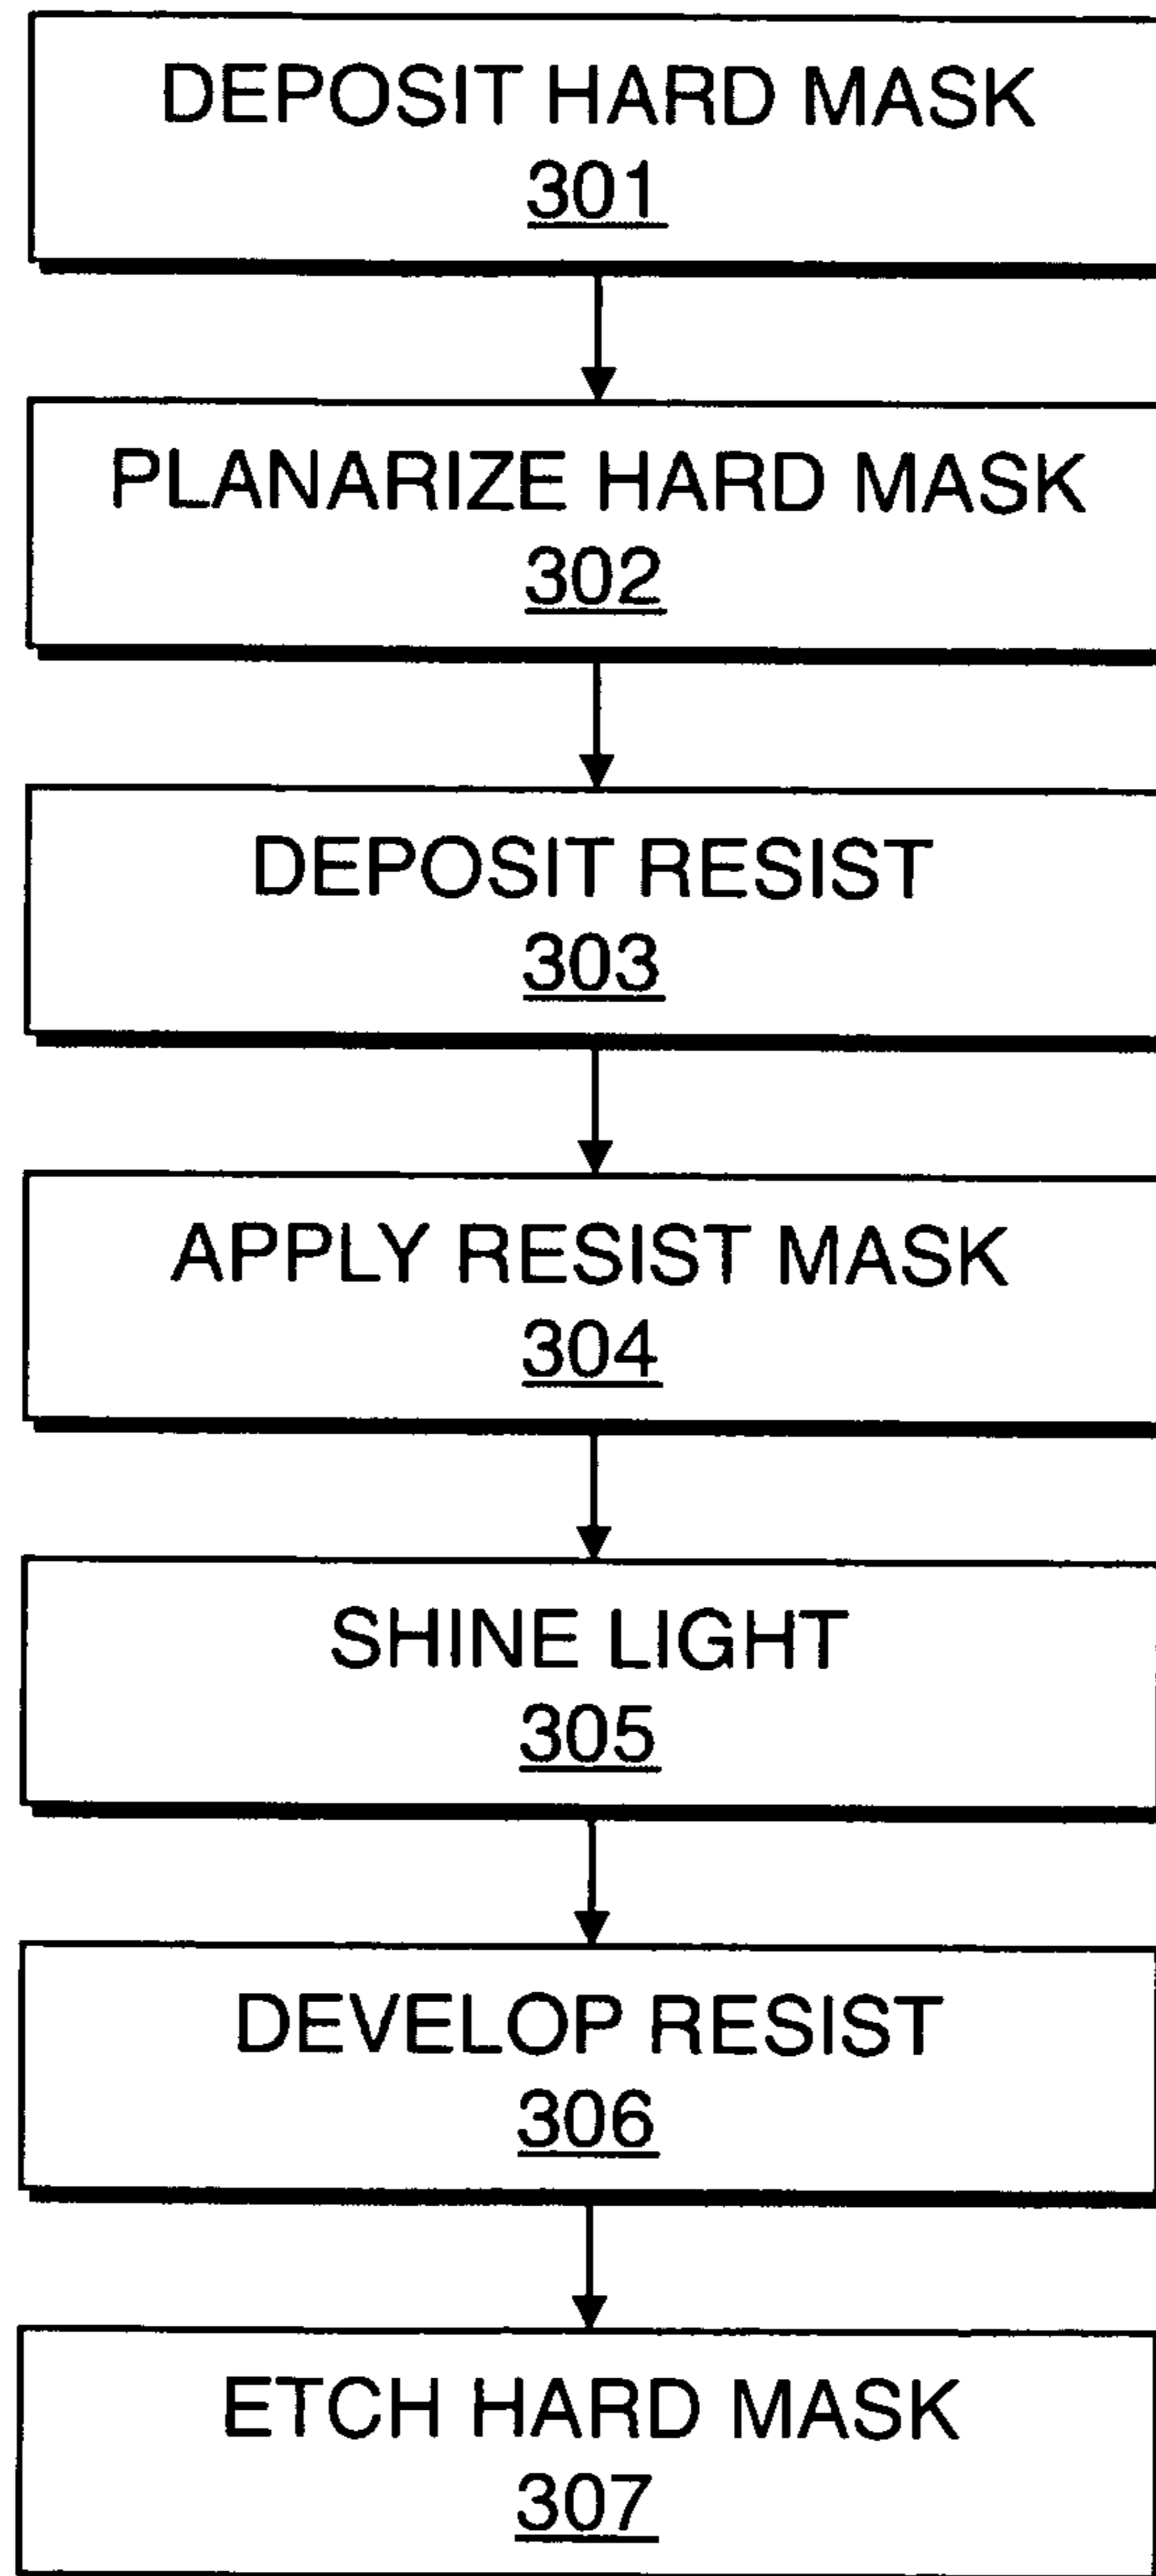 DEPOSIT HARD MASK
301
PLANARIZE HARD MASK
302
DEPOSIT RESIST
303
APPLY RESIST MASK
304
SHINE LIGHT
305
DEVELOP RESIST
306
ETCH HARD MASK
307